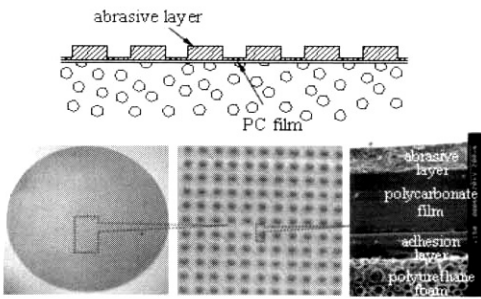 abrasive layer
PC film
abrasive
layer
polycarbonate
film
adhesion
layer
polyurethane
foam